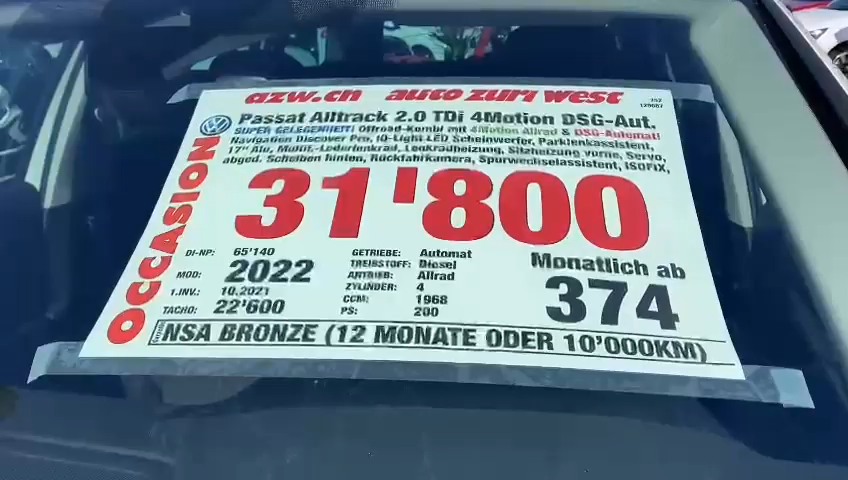 azw.ch auto züri west
Passat Alltrack 2.0 TDi 4Motion DSG-Aut.
SUPER GELEGENHEIT! Offroad-Kombi mit 4Motion Allrad & DSG-Automat!
Navigation Discover Pro, IQ-Light LED Scheinwerfer, Parklenkassistent,
17" Alu, Multif.-Lederlenkrad, Lenkradheizung, Sitzheizung vorne, Servo,
abged. Scheiben hinten, Rückfahrkamera, Spurwechselassistent, ISOFIX,
OCCASION
31'800
DI-NP: 65'140
MOD: 2022
1.INV.: 10.2021
TACHO: 22'600
GETRIEBE: Automat
TREIBSTOFF: Diesel
ANTRIEB: Allrad
ZYLINDER: 4
CCM: 1968
PS: 200
Monatlich ab
374
NSA BRONZE (12 MONATE ODER 10'000KM)